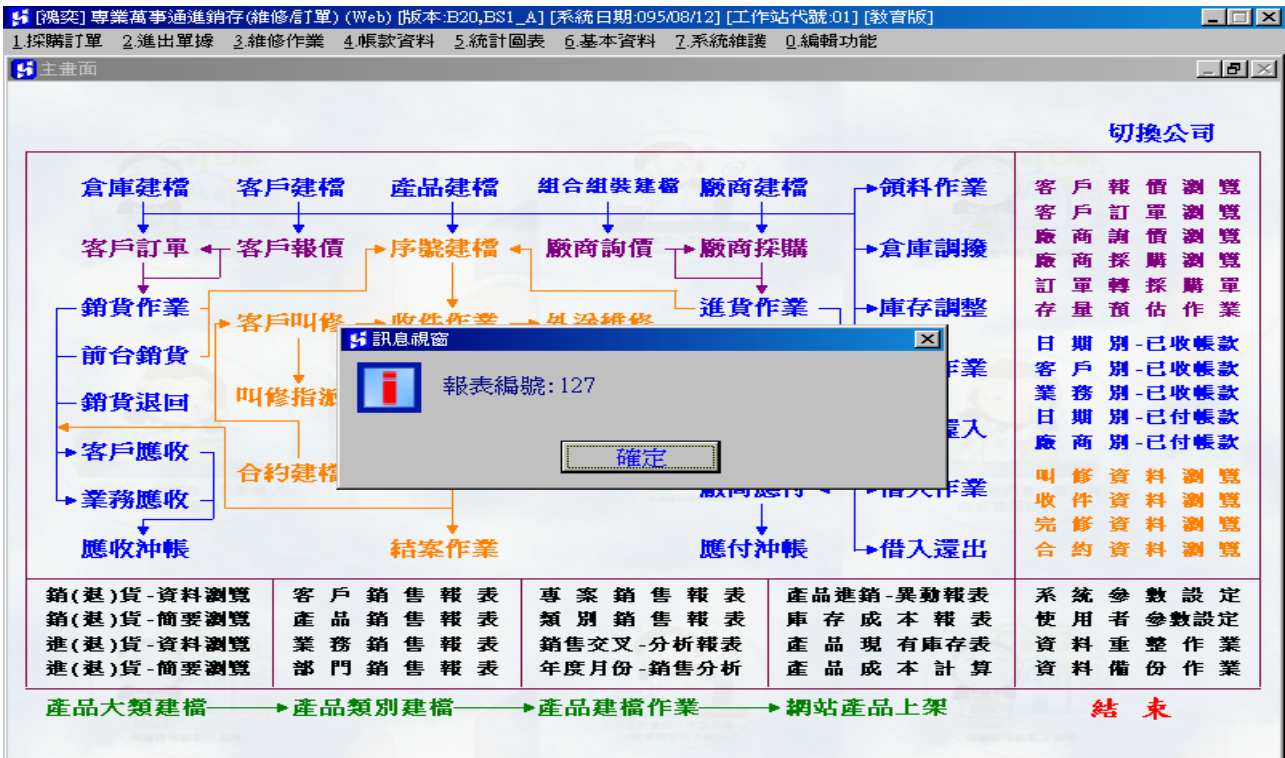 [鴻奕] 專業萬事通進銷存(維修/訂單) (Web) [版本:B20,BS1_A] [系統日期:095/08/12] [工作站代號:01] [教育版]
1.採購訂單 2.進出單據 3.維修作業 4.帳款資料 5.統計圖表 6.基本資料 7.系統維護 0.編輯功能
主畫面
切換公司
倉庫建檔 客戶建檔 產品建檔 組合組裝建檔 廠商建檔 領料作業
客戶訂單 客戶報價 序號建檔 廠商詢價 廠商採購 倉庫調撥
銷貨作業 客戶叫修 收件作業 外送維修 進貨作業 庫存調整
前台銷貨 作業
銷貨退回 叫修指派
客戶應收 合約建檔
業務應收 廠商應付 借入作業
應收沖帳 結案作業 應付沖帳 借入還出
訊息視窗
報表編號:127
確定
客戶報價瀏覽
客戶訂單瀏覽
廠商詢價瀏覽
廠商採購瀏覽
訂單轉採購單
存量預估作業
日期別-已收帳款
客戶別-已收帳款
業務別-已收帳款
日期別-已付帳款
廠商別-已付帳款
叫修資料瀏覽
收件資料瀏覽
完修資料瀏覽
合約資料瀏覽
銷(退)貨-資料瀏覽 客戶銷售報表 專案銷售報表 產品進銷-異動報表 系統參數設定
銷(退)貨-簡要瀏覽 產品銷售報表 類別銷售報表 庫存成本報表 使用者參數設定
進(退)貨-資料瀏覽 業務銷售報表 銷售交叉-分析報表 產品現有庫存表 資料重整作業
進(退)貨-簡要瀏覽 部門銷售報表 年度月份-銷售分析 產品成本計算 資料備份作業
產品大類建檔 產品類別建檔 產品建檔作業 網站產品上架 結束